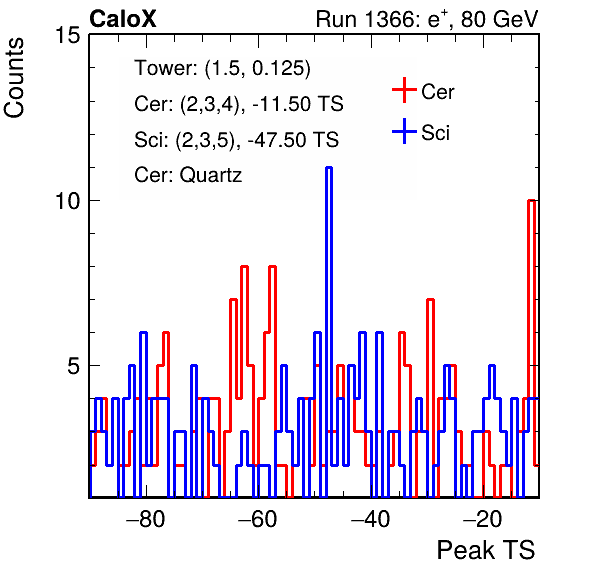 CaloX Run 1366: e⁺, 80 GeV
Counts
15
10
5
Tower: (1.5, 0.125)
Cer: (2,3,4), -11.50 TS
Sci: (2,3,5), -47.50 TS
Cer: Quartz
Cer
Sci
−80 −60 −40 −20
Peak TS